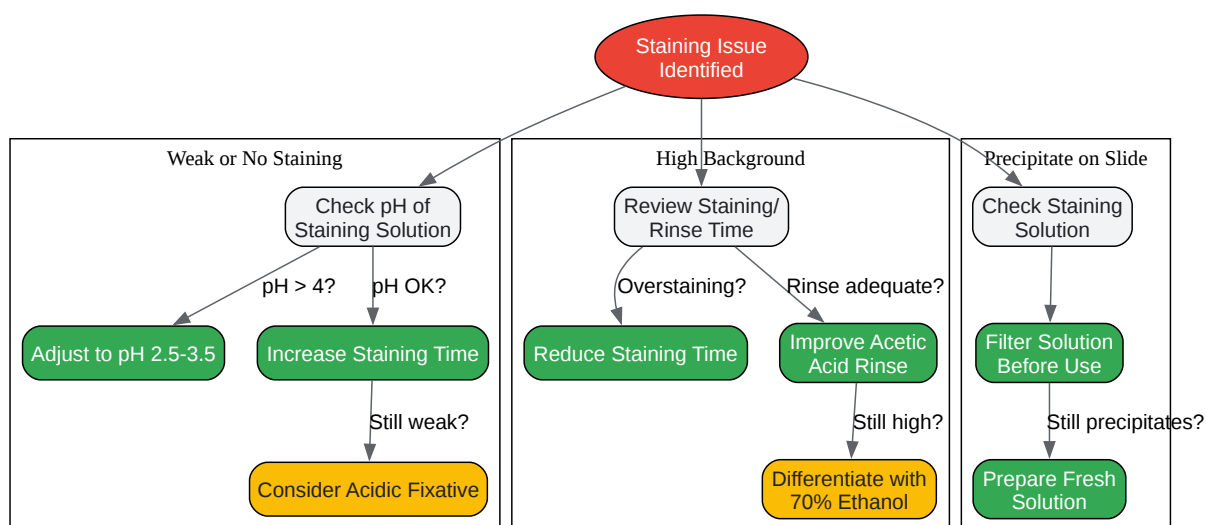 Staining Issue
Identified
Weak or No Staining
High Background
Precipitate on Slide
Check pH of
Staining Solution
Review Staining/
Rinse Time
Check Staining
Solution
pH > 4?
pH OK?
Overstaining?
Rinse adequate?
Adjust to pH 2.5-3.5
Increase Staining Time
Reduce Staining Time
Improve Acetic
Acid Rinse
Filter Solution
Before Use
Still weak?
Still high?
Still precipitates?
Consider Acidic Fixative
Differentiate with
70% Ethanol
Prepare Fresh
Solution